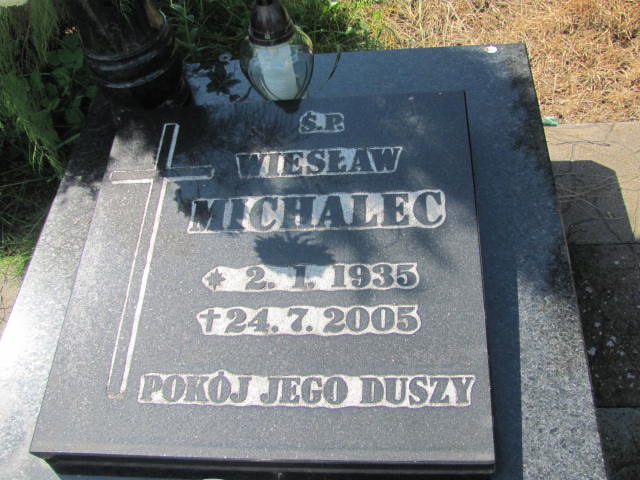 Ś.P.
WIESŁAW
MICHALEC
* 2. 1. 1935
† 24. 7. 2005
POKÓJ JEGO DUSZY